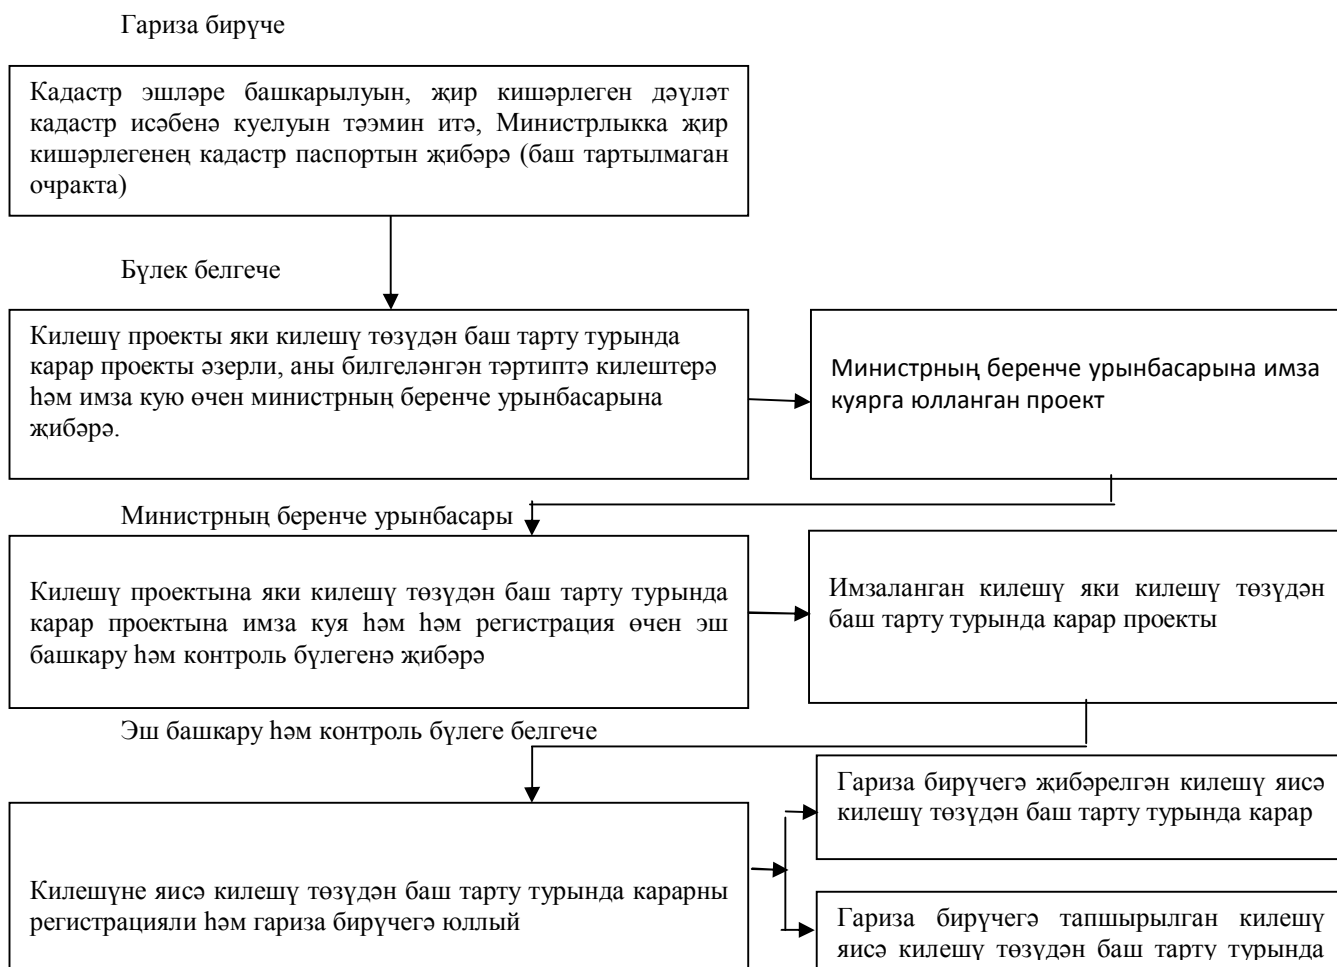 Гариза бирүче
Кадастр эшләре башкарылуын, җир кишәрлеген дәүләт
кадастр исәбенә куелуын тәэмин итә, Министрлыкка җир
кишәрлегенең кадастр паспортын җибәрә (баш тартылмаган
очракта)
Бүлек белгече
Килешү проекты яки килешү төзүдән баш тарту турында
карар проекты әзерли, аны билгеләнгән тәртиптә килештерә
һәм имза кую өчен министрның беренче урынбасарына
җибәрә.
Министрның беренче урынбасарына имза
куярга юлланган проект
Министрның беренче урынбасары
Килешү проектына яки килешү төзүдән баш тарту турында
карар проектына имза куя һәм һәм регистрация өчен эш
башкару һәм контроль бүлегенә җибәрә
Имзаланган килешү яки килешү төзүдән
баш тарту турында карар проекты
Эш башкару һәм контроль бүлеге белгече
Килешүне яисә килешү төзүдән баш тарту турында карарны
регистрацияли һәм гариза бирүчегә юллый
Гариза бирүчегә җибәрелгән килешү яисә
килешү төзүдән баш тарту турында карар
Гариза бирүчегә тапшырылган килешү
яисә килешү төзүдән баш тарту турында